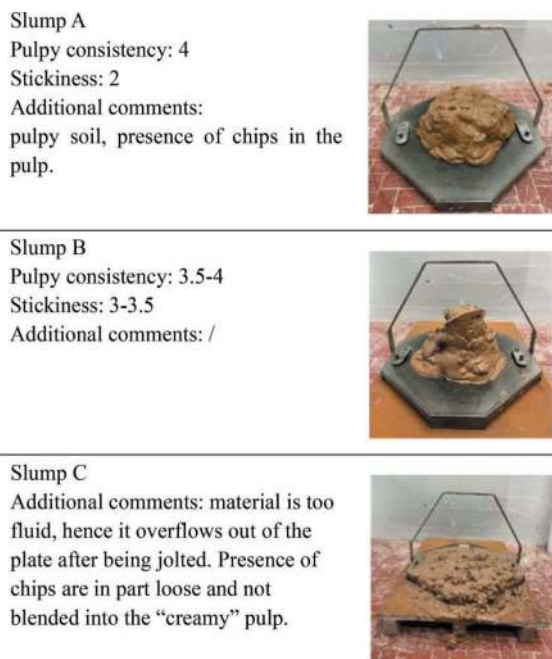 Slump A
Pulpy consistency: 4
Stickiness: 2
Additional comments:
pulpy soil, presence of chips in the
pulp.
Slump B
Pulpy consistency: 3.5-4
Stickiness: 3-3.5
Additional comments: /
Slump C
Additional comments: material is too
fluid, hence it overflows out of the
plate after being jolted. Presence of
chips are in part loose and not
blended into the “creamy” pulp.